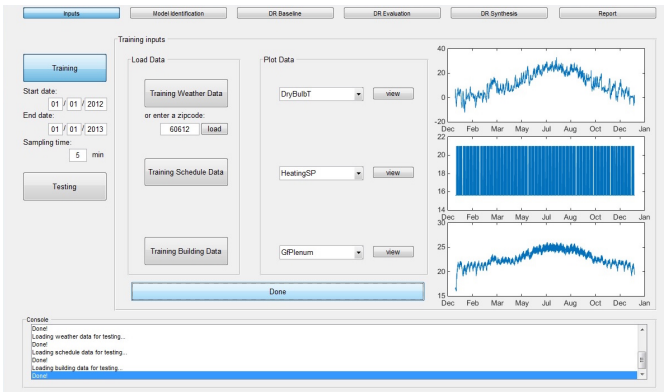 Inputs
Model Identification
DR Baseline
DR Evaluation
DR Synthesis
Report
Training inputs
Training
Start date:
01 / 01 / 2012
End date:
01 / 01 / 2013
Sampling time:
5 min
Testing
Load Data
Training Weather Data
or enter a zipcode:
60612 load
Training Schedule Data
Training Building Data
Plot Data
DryBulbT view
HeatingSP view
GfPlenum view
Done
40
20
0
-20
Dec Feb Mar May Jul Aug Oct Dec Jan
22
20
18
16
14
Dec Feb Mar May Jul Aug Oct Dec Jan
30
25
20
15
Dec Feb Mar May Jul Aug Oct Dec Jan
Console
Done!
Loading weather data for testing...
Done!
Loading schedule data for testing...
Done!
Loading building data for testing...
Done!